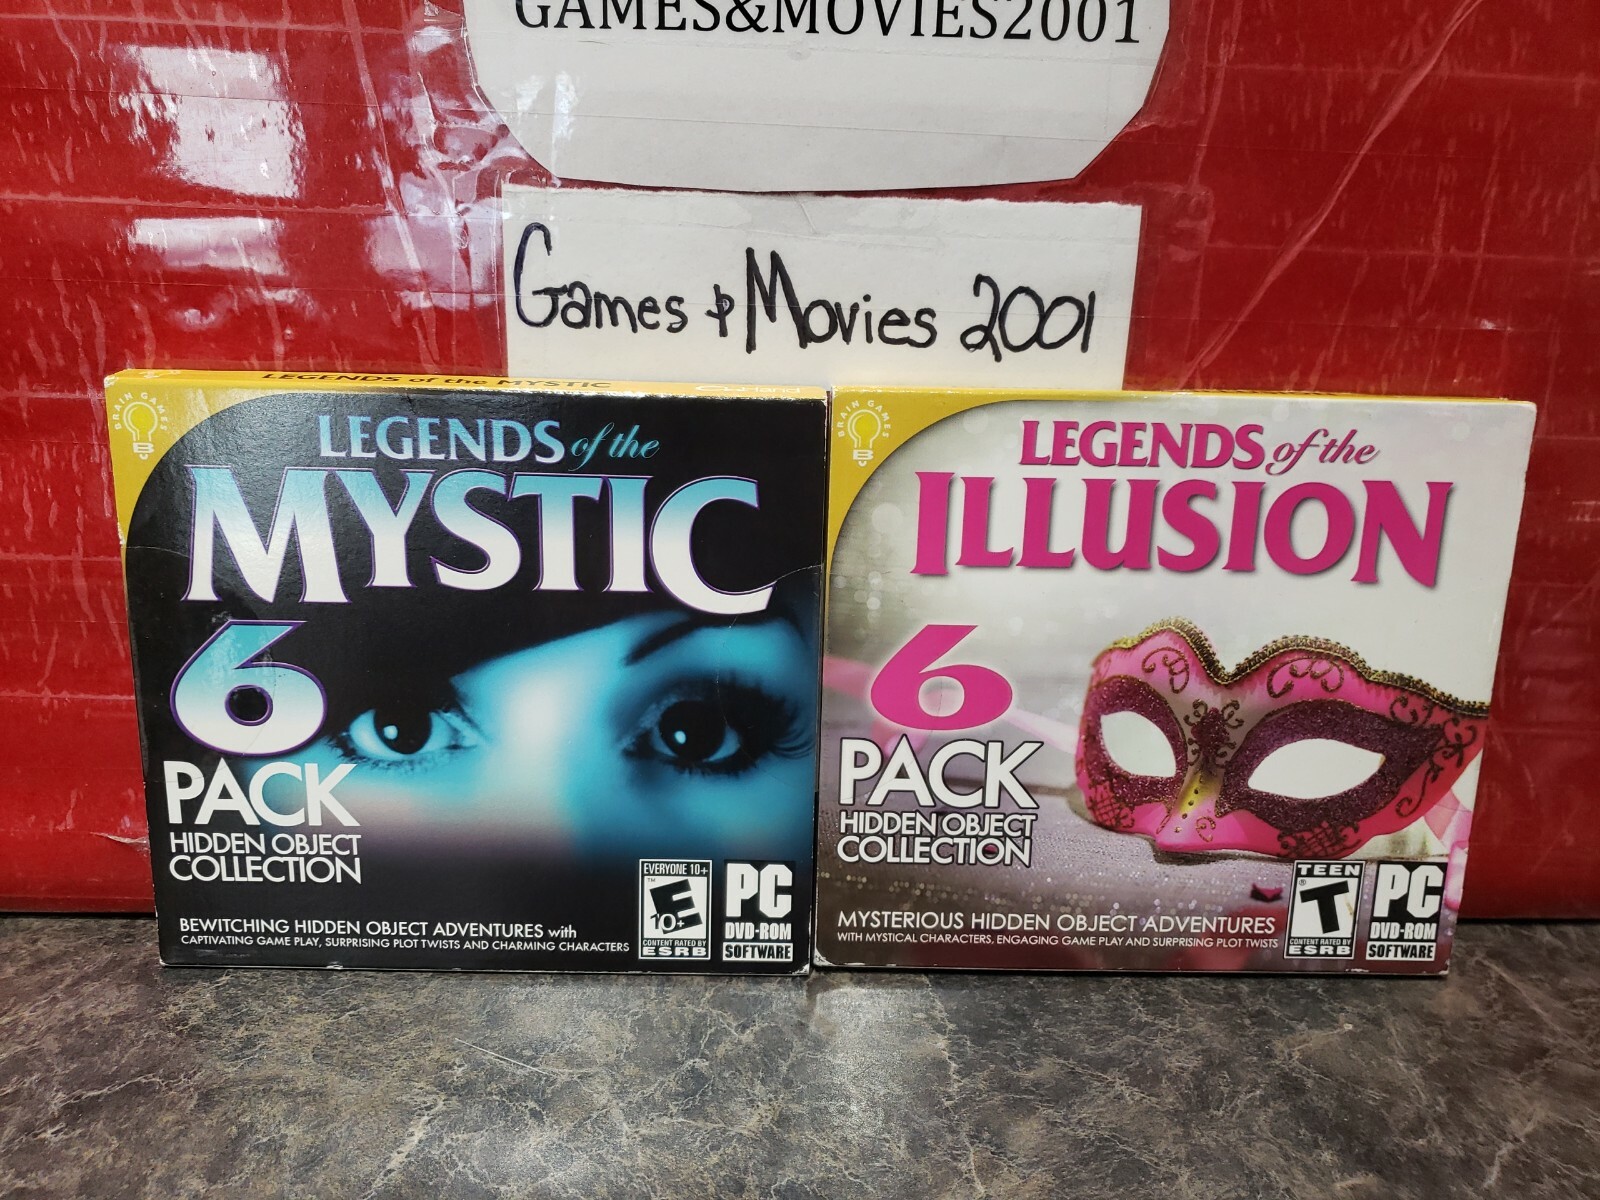 GAMES&MOVIES2001
Games & Movies 2001
LEGENDS of the MYSTIC
BRAIN GAMES
B
LEGENDS of the
MYSTIC
6
PACK
HIDDEN OBJECT
COLLECTION
BEWITCHING HIDDEN OBJECT ADVENTURES with
CAPTIVATING GAME PLAY, SURPRISING PLOT TWISTS AND CHARMING CHARACTERS
EVERYONE 10+
E
10+
CONTENT RATED BY
ESRB
PC
DVD-ROM
SOFTWARE
BRAIN GAMES
B
LEGENDS of the
ILLUSION
6
PACK
HIDDEN OBJECT
COLLECTION
MYSTERIOUS HIDDEN OBJECT ADVENTURES
WITH MYSTICAL CHARACTERS, ENGAGING GAME PLAY AND SURPRISING PLOT TWISTS
TEEN
T
CONTENT RATED BY
ESRB
PC
DVD-ROM
SOFTWARE